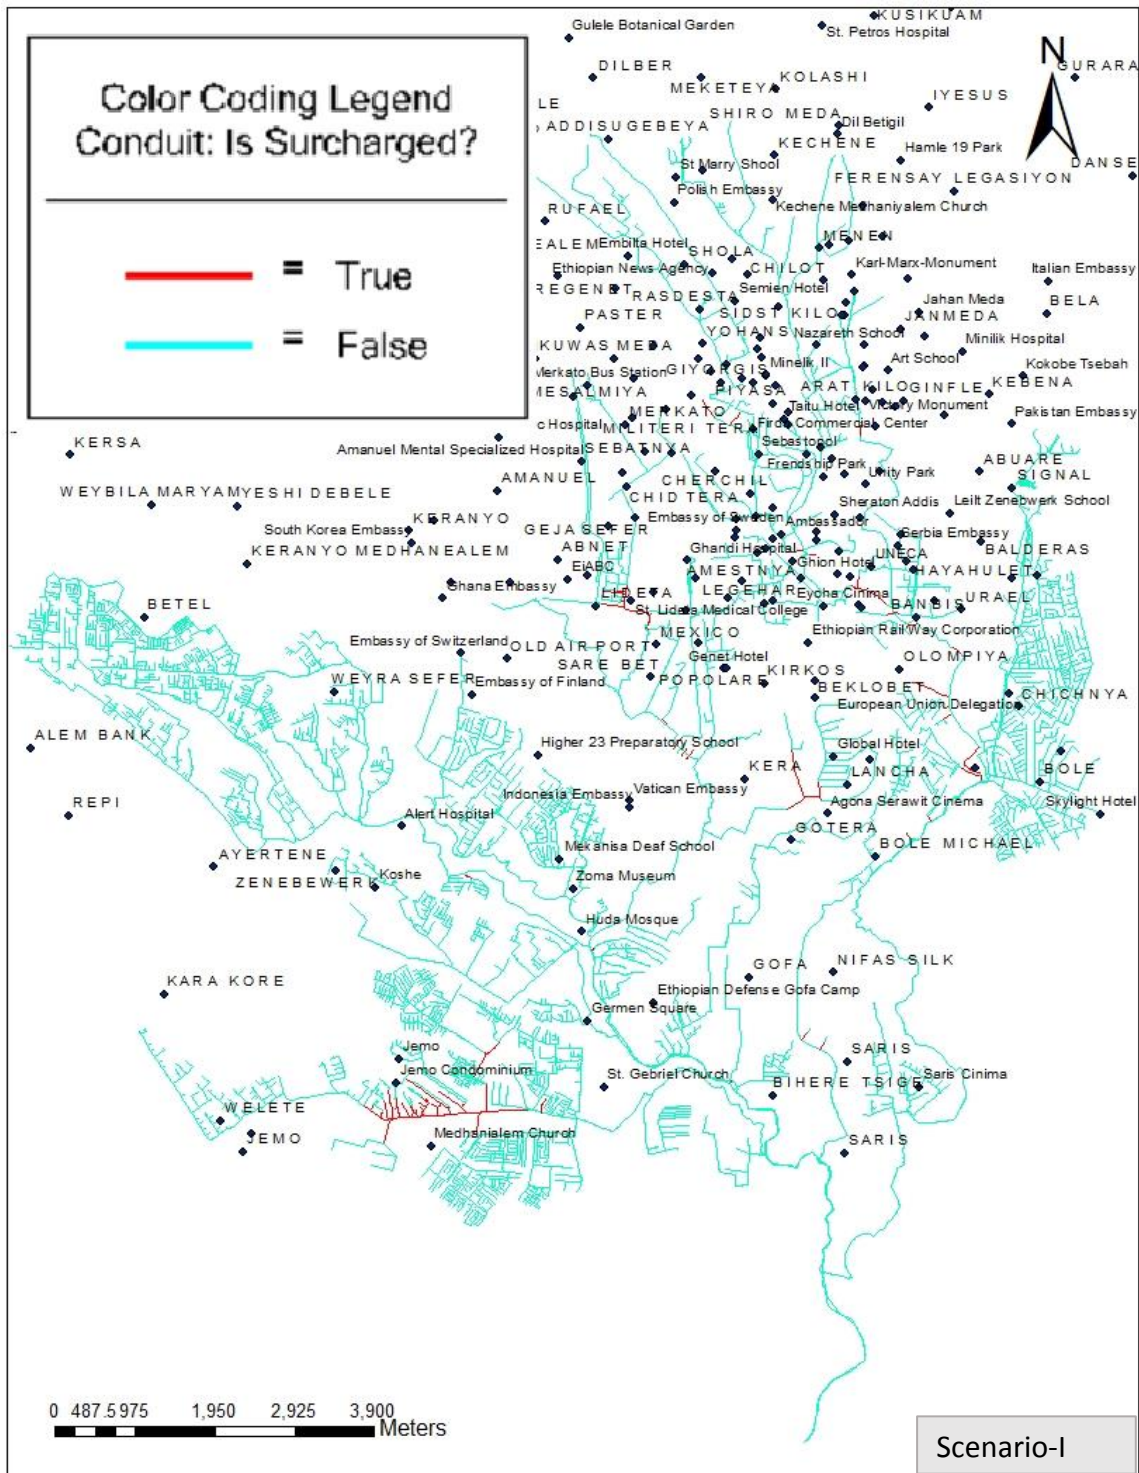 Color Coding Legend
Conduit: Is Surcharged?
= True
= False
N
KUSIKUAM
Gulele Botanical Garden
St. Petros Hospital
DILBER
GURARA
KOLASHI
MEKETEYA
IYESUS
LE
SHIRO MEDA
Dil Betigil
ADDISUGEBEYA
KECHENE
Hamle 19 Park
St Marry Shool
DANSE
FERENSAY LEGASIYON
Polish Embassy
Kechene Medhaniyalem Church
RUFAEL
MENEN
EALEM
Embilta Hotel
SHOLA
Karl-Marx-Monument
Ethiopian News Agency
CHILOT
Italian Embassy
REGENET
Semien Hotel
RASDESTA
Jahan Meda
BELA
PASTER
SIDST KILO
JANMEDA
YOHANS
Nazareth School
Minilik Hospital
KUWAS MEDA
Art School
Minelik II
Kokobe Tsebah
Merkato Bus Station
GIYORGIS
MESALMIYA
PIYASA
ARAT KILO
GINFLE
KEBENA
MERKATO
Taitu Hotel
Victory Monument
Pakistan Embassy
c Hospital
MILITERI TERA
Commercial Center
KERSA
Amanuel Mental Specialized Hospital
SEBATNYA
Sebastopol
Frendship Park
Unity Park
ABUARE
SIGNAL
AMANUEL
CHERCHIL
WEYBILA MARYAM
YESHI DEBELE
CHID TERA
Sheraton Addis
Leilt Zenebwerk School
KERANYO
South Korea Embassy
GEJA SEFER
Embassy of Sweden
Ambassador
Serbia Embassy
KERANYO MEDHANEALEM
ABNET
Ghandi Hospital
BALDERAS
EiABC
AMESTNYA
Ghion Hotel
UNECA
HAYAHULET
Ghana Embassy
LIDETA
LEGEHAR
Eyoha Cinima
BETEL
St. Lideta Medical College
BANBIS
URAEL
MEXICO
Ethiopian RailWay Corporation
Embassy of Switzerland
OLD AIR PORT
Genet Hotel
OLOMPIYA
SARE BET
KIRKOS
WEYRA SEFER
Embassy of Finland
POPOLARE
BEKLOBET
CHICHNYA
European Union Delegation
ALEM BANK
Higher 23 Preparatory School
Global Hotel
KERA
LANCHA
BOLE
REPI
Indonesia Embassy
Vatican Embassy
Agona Serawit Cinema
Skylight Hotel
Alert Hospital
GOTERA
BOLE MICHAEL
Mekanisa Deaf School
AYERTENE
ZENEBEWERK
Koshe
Zoma Museum
Huda Mosque
GOFA
NIFAS SILK
KARA KORE
Ethiopian Defense Gofa Camp
Germen Square
Jemo
SARIS
Jemo Condominium
St. Gebriel Church
BIHERE TSIGE
Saris Cinima
WELETE
JEMO
Medhanialem Church
SARIS
0 487.5 975 1,950 2,925 3,900
Meters
Scenario-I